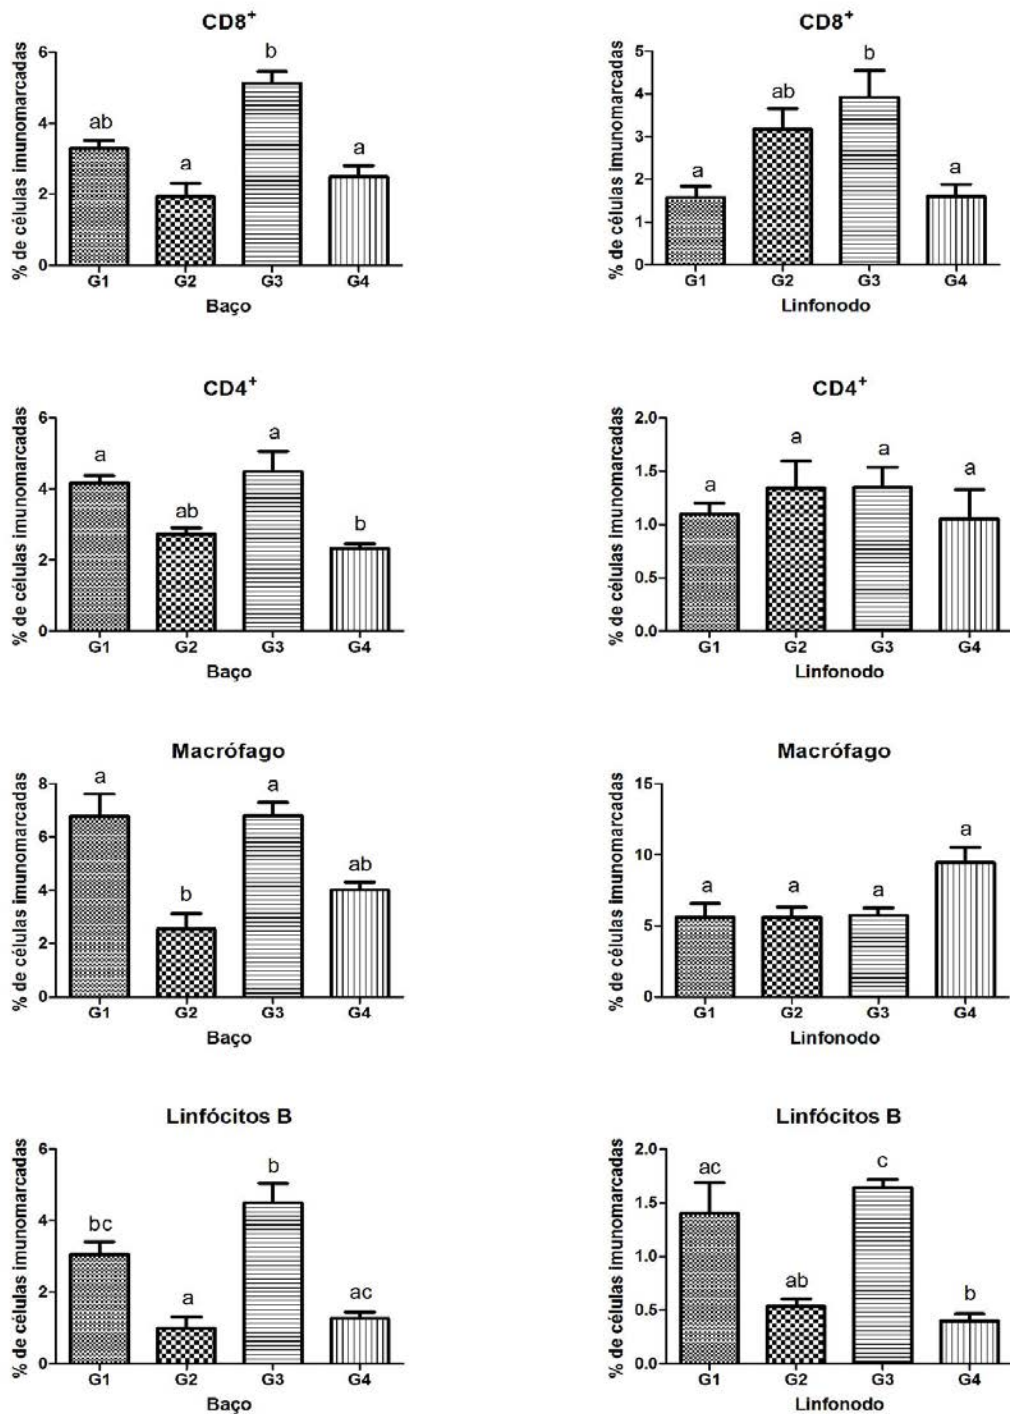 CD8+
% de células imunomarcadas
6
4
2
0
ab
a
b
a
G1 G2 G3 G4
Baço
CD8+
% de células imunomarcadas
5
4
3
2
1
0
a
ab
b
a
G1 G2 G3 G4
Linfonodo
CD4+
% de células imunomarcadas
6
4
2
0
a
ab
a
b
G1 G2 G3 G4
Baço
CD4+
% de células imunomarcadas
2.0
1.5
1.0
0.5
0.0
a
a
a
a
G1 G2 G3 G4
Linfonodo
Macrófago
% de células imunomarcadas
8
6
4
2
0
a
b
a
ab
G1 G2 G3 G4
Baço
Macrófago
% de células imunomarcadas
15
10
5
0
a
a
a
a
G1 G2 G3 G4
Linfonodo
Linfócitos B
% de células imunomarcadas
6
4
2
0
bc
a
b
ac
G1 G2 G3 G4
Baço
Linfócitos B
% de células imunomarcadas
2.0
1.5
1.0
0.5
0.0
ac
ab
c
b
G1 G2 G3 G4
Linfonodo